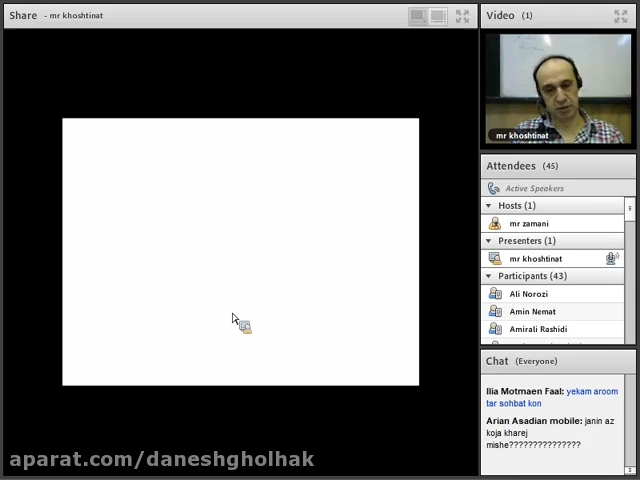 Share - mr khoshtinat
Video (1)
mr khoshtinat
Attendees (45)
Active Speakers
Hosts (1)
mr zamani
Presenters (1)
mr khoshtinat
Participants (43)
Ali Norozi
Amin Nemat
Amirali Rashidi
Chat (Everyone)
Ilia Motmaen Faal: yekam aroom
tar sohbat kon
Arian Asadian mobile: janin az
koja kharej
mishe???????????????
aparat.com/daneshgholhak